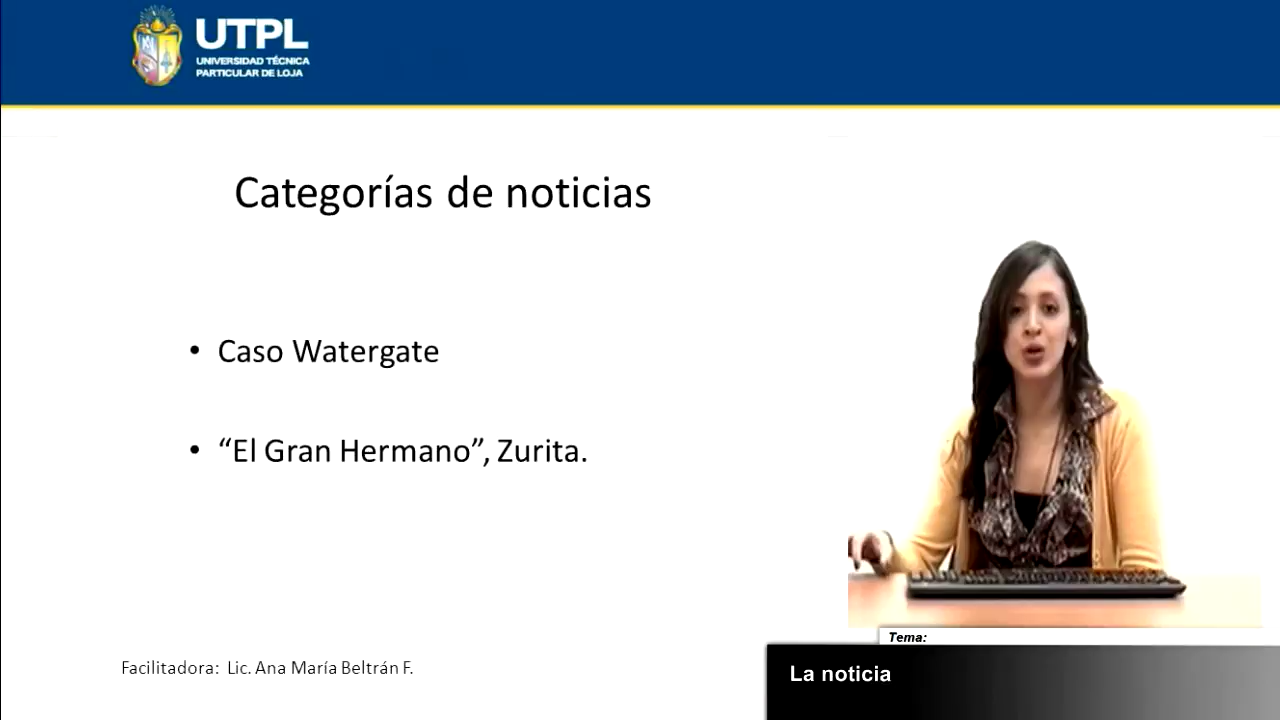 UTPL
UNIVERSIDAD TÉCNICA
PARTICULAR DE LOJA
Categorías de noticias
• Caso Watergate
• “El Gran Hermano”, Zurita.
Facilitadora: Lic. Ana María Beltrán F.
Tema:
La noticia